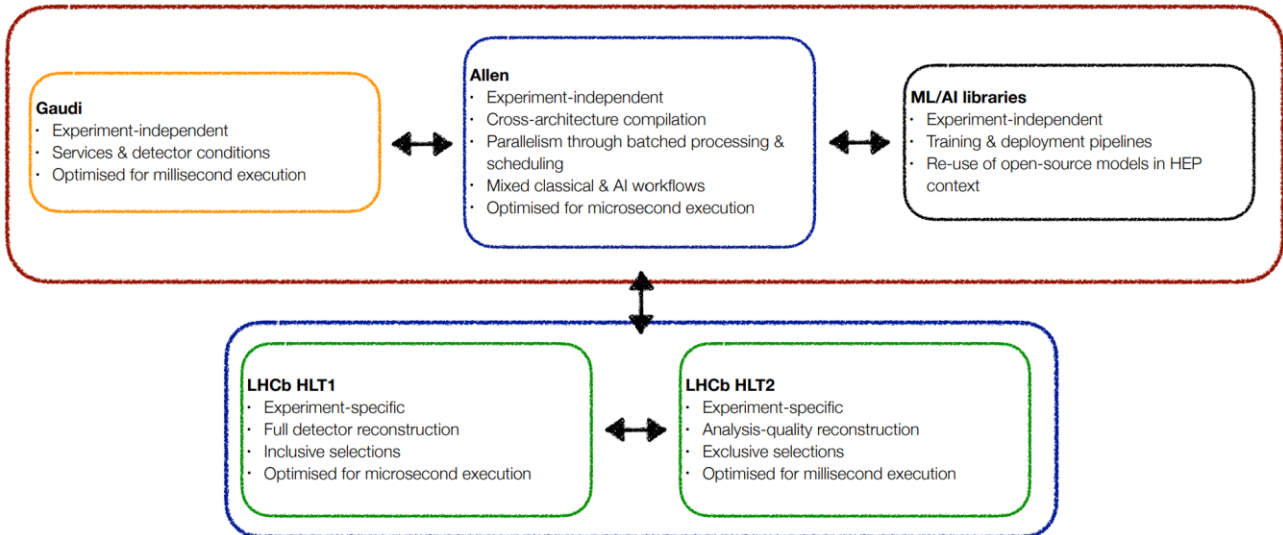 Gaudi
· Experiment-independent
· Services & detector conditions
· Optimised for millisecond execution
Allen
· Experiment-independent
· Cross-architecture compilation
· Parallelism through batched processing &
scheduling
· Mixed classical & AI workflows
· Optimised for microsecond execution
ML/AI libraries
· Experiment-independent
· Training & deployment pipelines
· Re-use of open-source models in HEP
context
LHCb HLT1
· Experiment-specific
· Full detector reconstruction
· Inclusive selections
· Optimised for microsecond execution
LHCb HLT2
· Experiment-specific
· Analysis-quality reconstruction
· Exclusive selections
· Optimised for millisecond execution